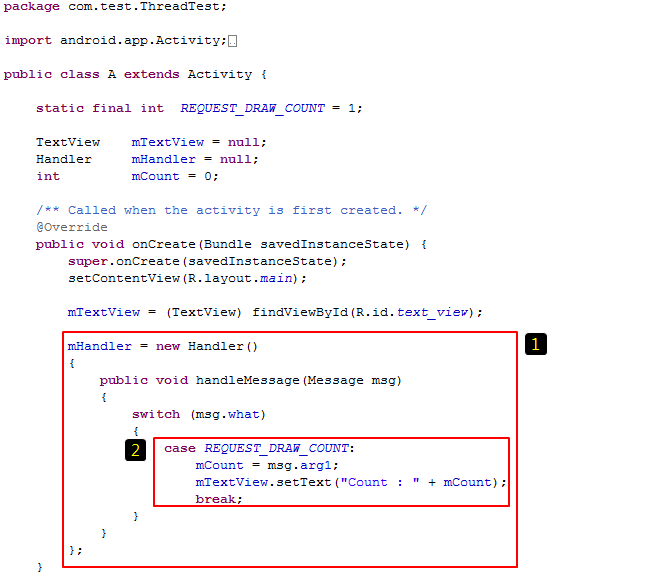 package com.test.ThreadTest;
import android.app.Activity;
public class A extends Activity {
static final int REQUEST_DRAW_COUNT = 1;
TextView mTextView = null;
Handler mHandler = null;
int mCount = 0;
/** Called when the activity is first created. */
@Override
public void onCreate(Bundle savedInstanceState) {
super.onCreate(savedInstanceState);
setContentView(R.layout.main);
mTextView = (TextView) findViewById(R.id.text_view);
mHandler = new Handler()
1
{
public void handleMessage(Message msg)
{
switch (msg.what)
{
2
case REQUEST_DRAW_COUNT:
mCount = msg.arg1;
mTextView.setText("Count : " + mCount);
break;
}
}
};
}